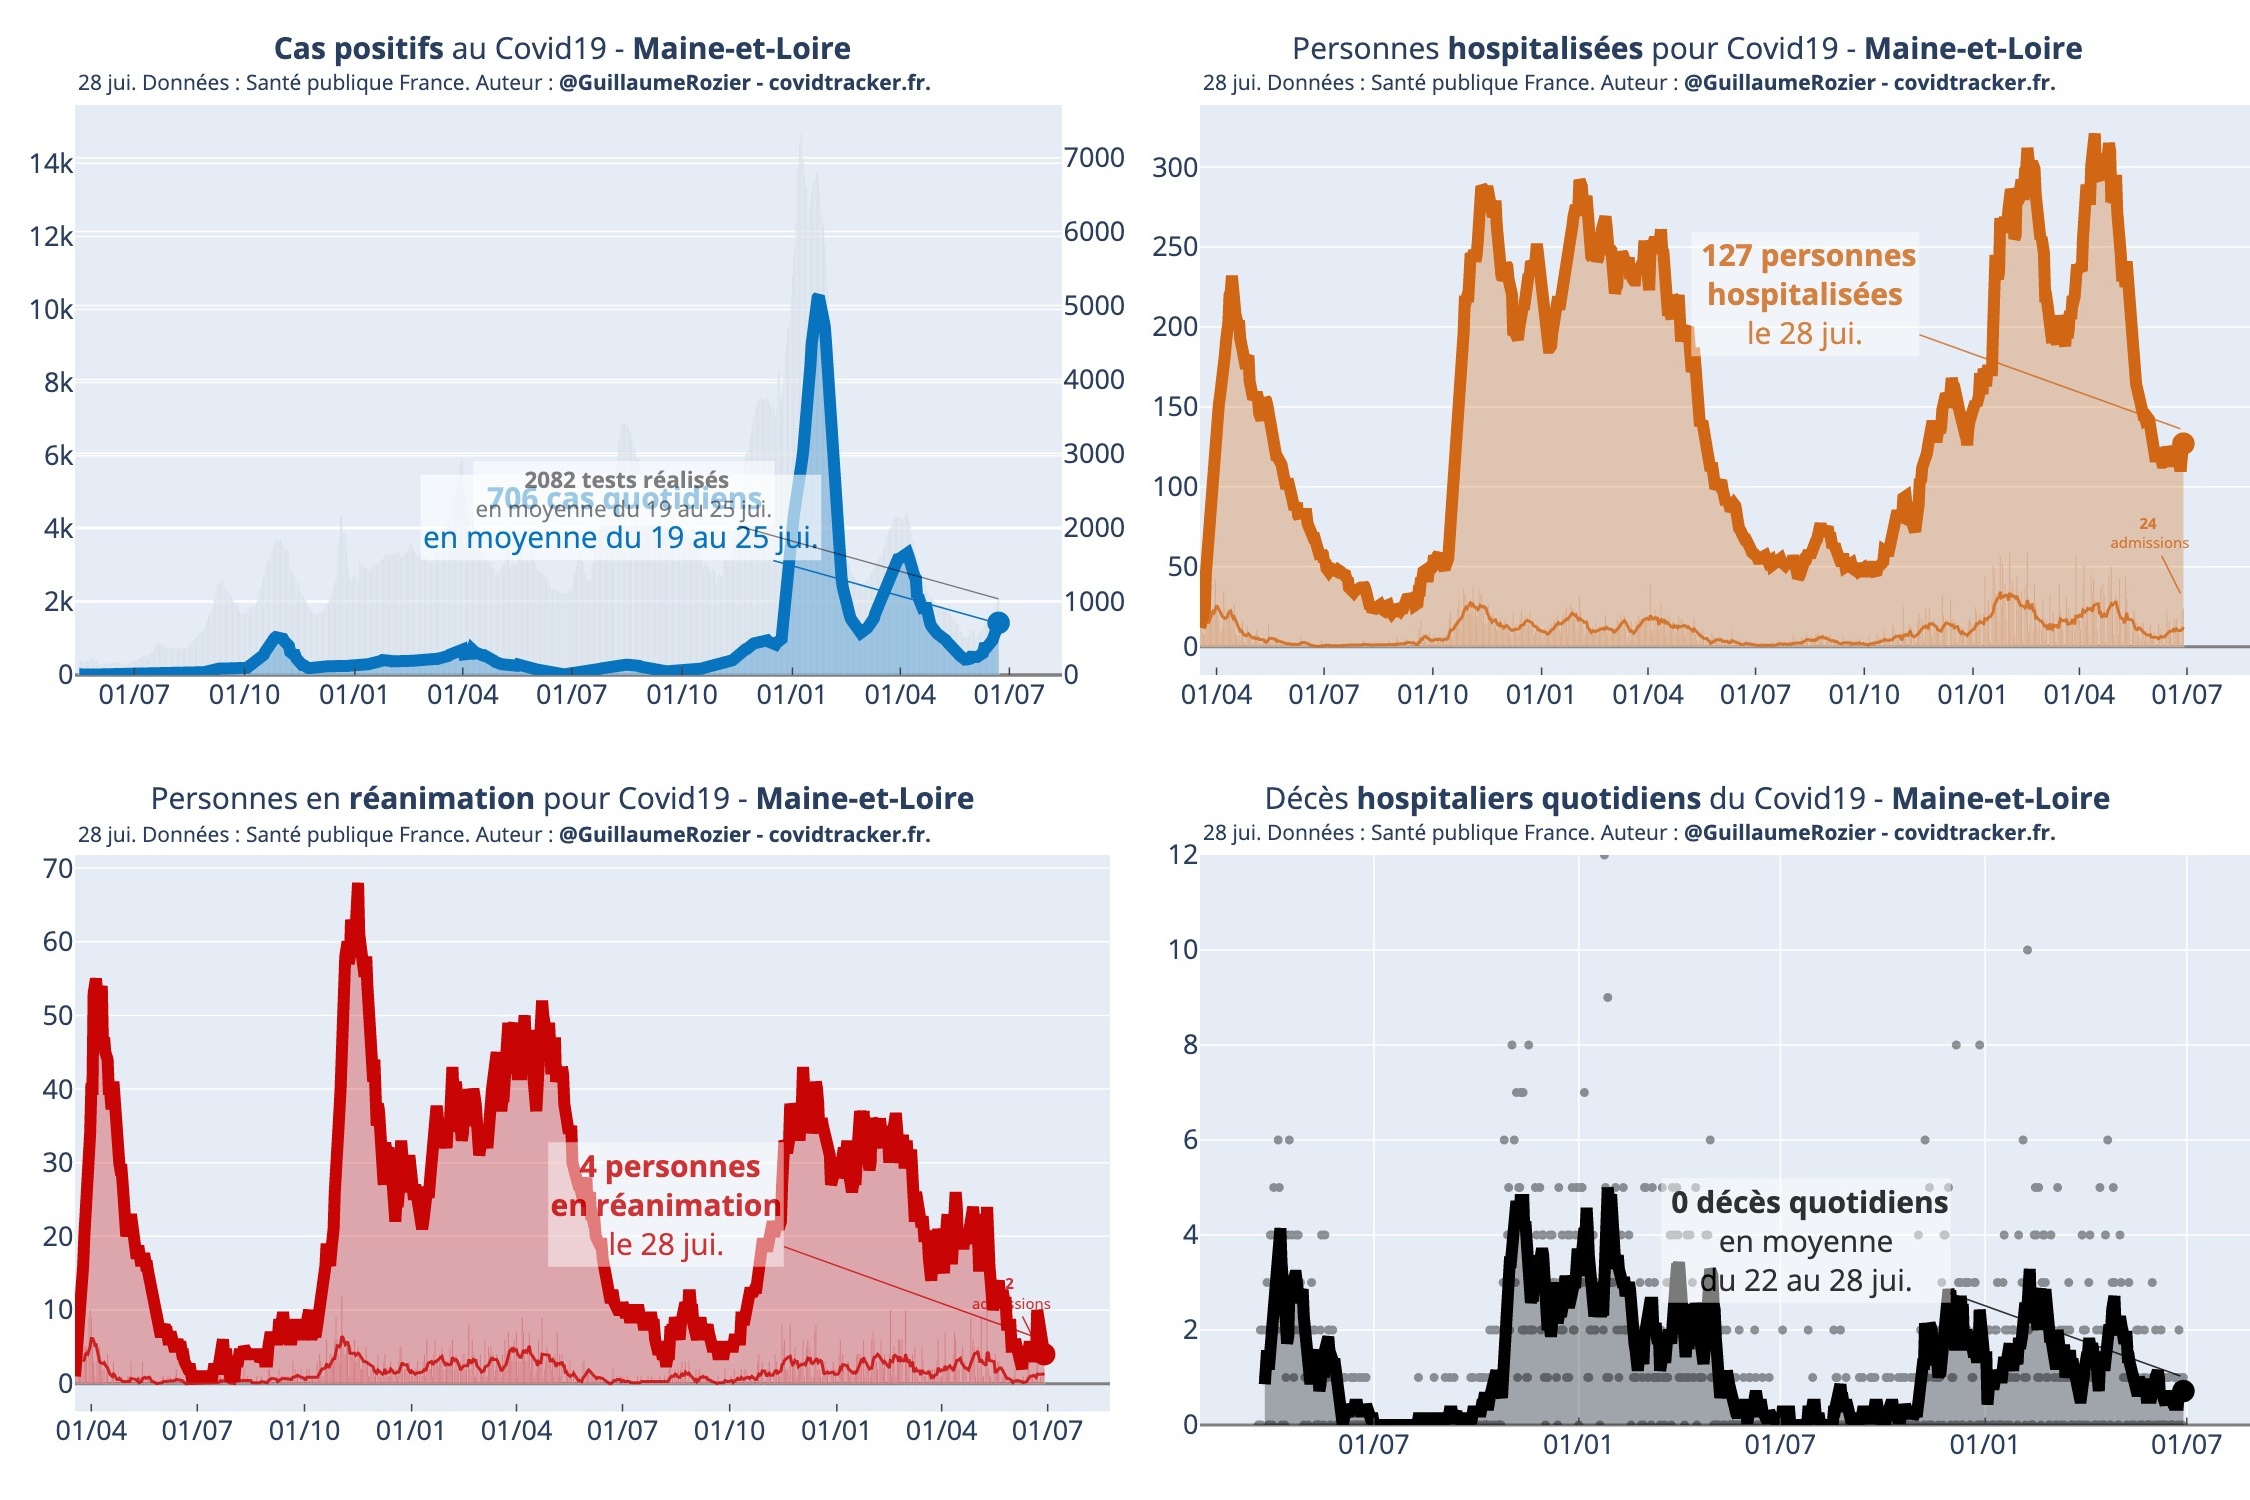 Cas positifs au Covid19 - Maine-et-Loire
28 jui. Données : Santé publique France. Auteur : @GuillaumeRozier - covidtracker.fr.
14k
12k
10k
8k
6k
4k
2k
0
7000
6000
5000
4000
3000
2000
1000
0
2082 tests réalisés
en moyenne du 19 au 25 jui.
706 cas quotidiens
en moyenne du 19 au 25 jui.
01/07 01/10 01/01 01/04 01/07 01/10 01/01 01/04 01/07
Personnes hospitalisées pour Covid19 - Maine-et-Loire
28 jui. Données : Santé publique France. Auteur : @GuillaumeRozier - covidtracker.fr.
300
250
200
150
100
50
0
127 personnes
hospitalisées
le 28 jui.
24
admissions
01/04 01/07 01/10 01/01 01/04 01/07 01/10 01/01 01/04 01/07
Personnes en réanimation pour Covid19 - Maine-et-Loire
28 jui. Données : Santé publique France. Auteur : @GuillaumeRozier - covidtracker.fr.
70
60
50
40
30
20
10
0
4 personnes
en réanimation
le 28 jui.
2
admissions
01/04 01/07 01/10 01/01 01/04 01/07 01/10 01/01 01/04 01/07
Décès hospitaliers quotidiens du Covid19 - Maine-et-Loire
28 jui. Données : Santé publique France. Auteur : @GuillaumeRozier - covidtracker.fr.
12
10
8
6
4
2
0
0 décès quotidiens
en moyenne
du 22 au 28 jui.
01/07 01/01 01/07 01/01 01/07